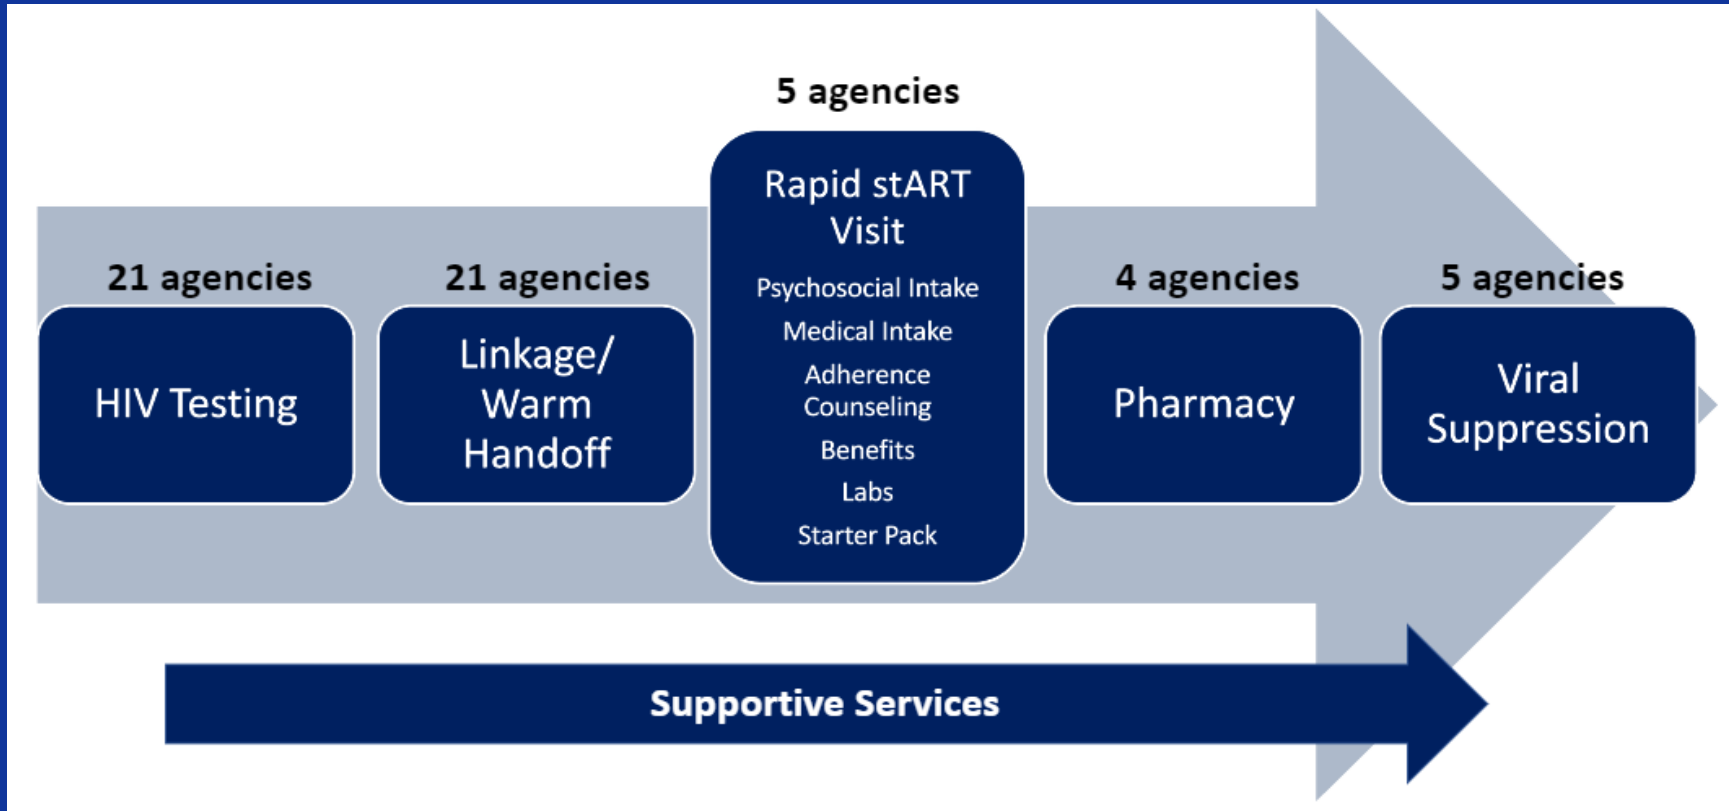 21 agencies
HIV Testing
21 agencies
Linkage/
Warm
Handoff
5 agencies
Rapid stART
Visit
Psychosocial Intake
Medical Intake
Adherence
Counseling
Benefits
Labs
Starter Pack
4 agencies
Pharmacy
5 agencies
Viral
Suppression
Supportive Services